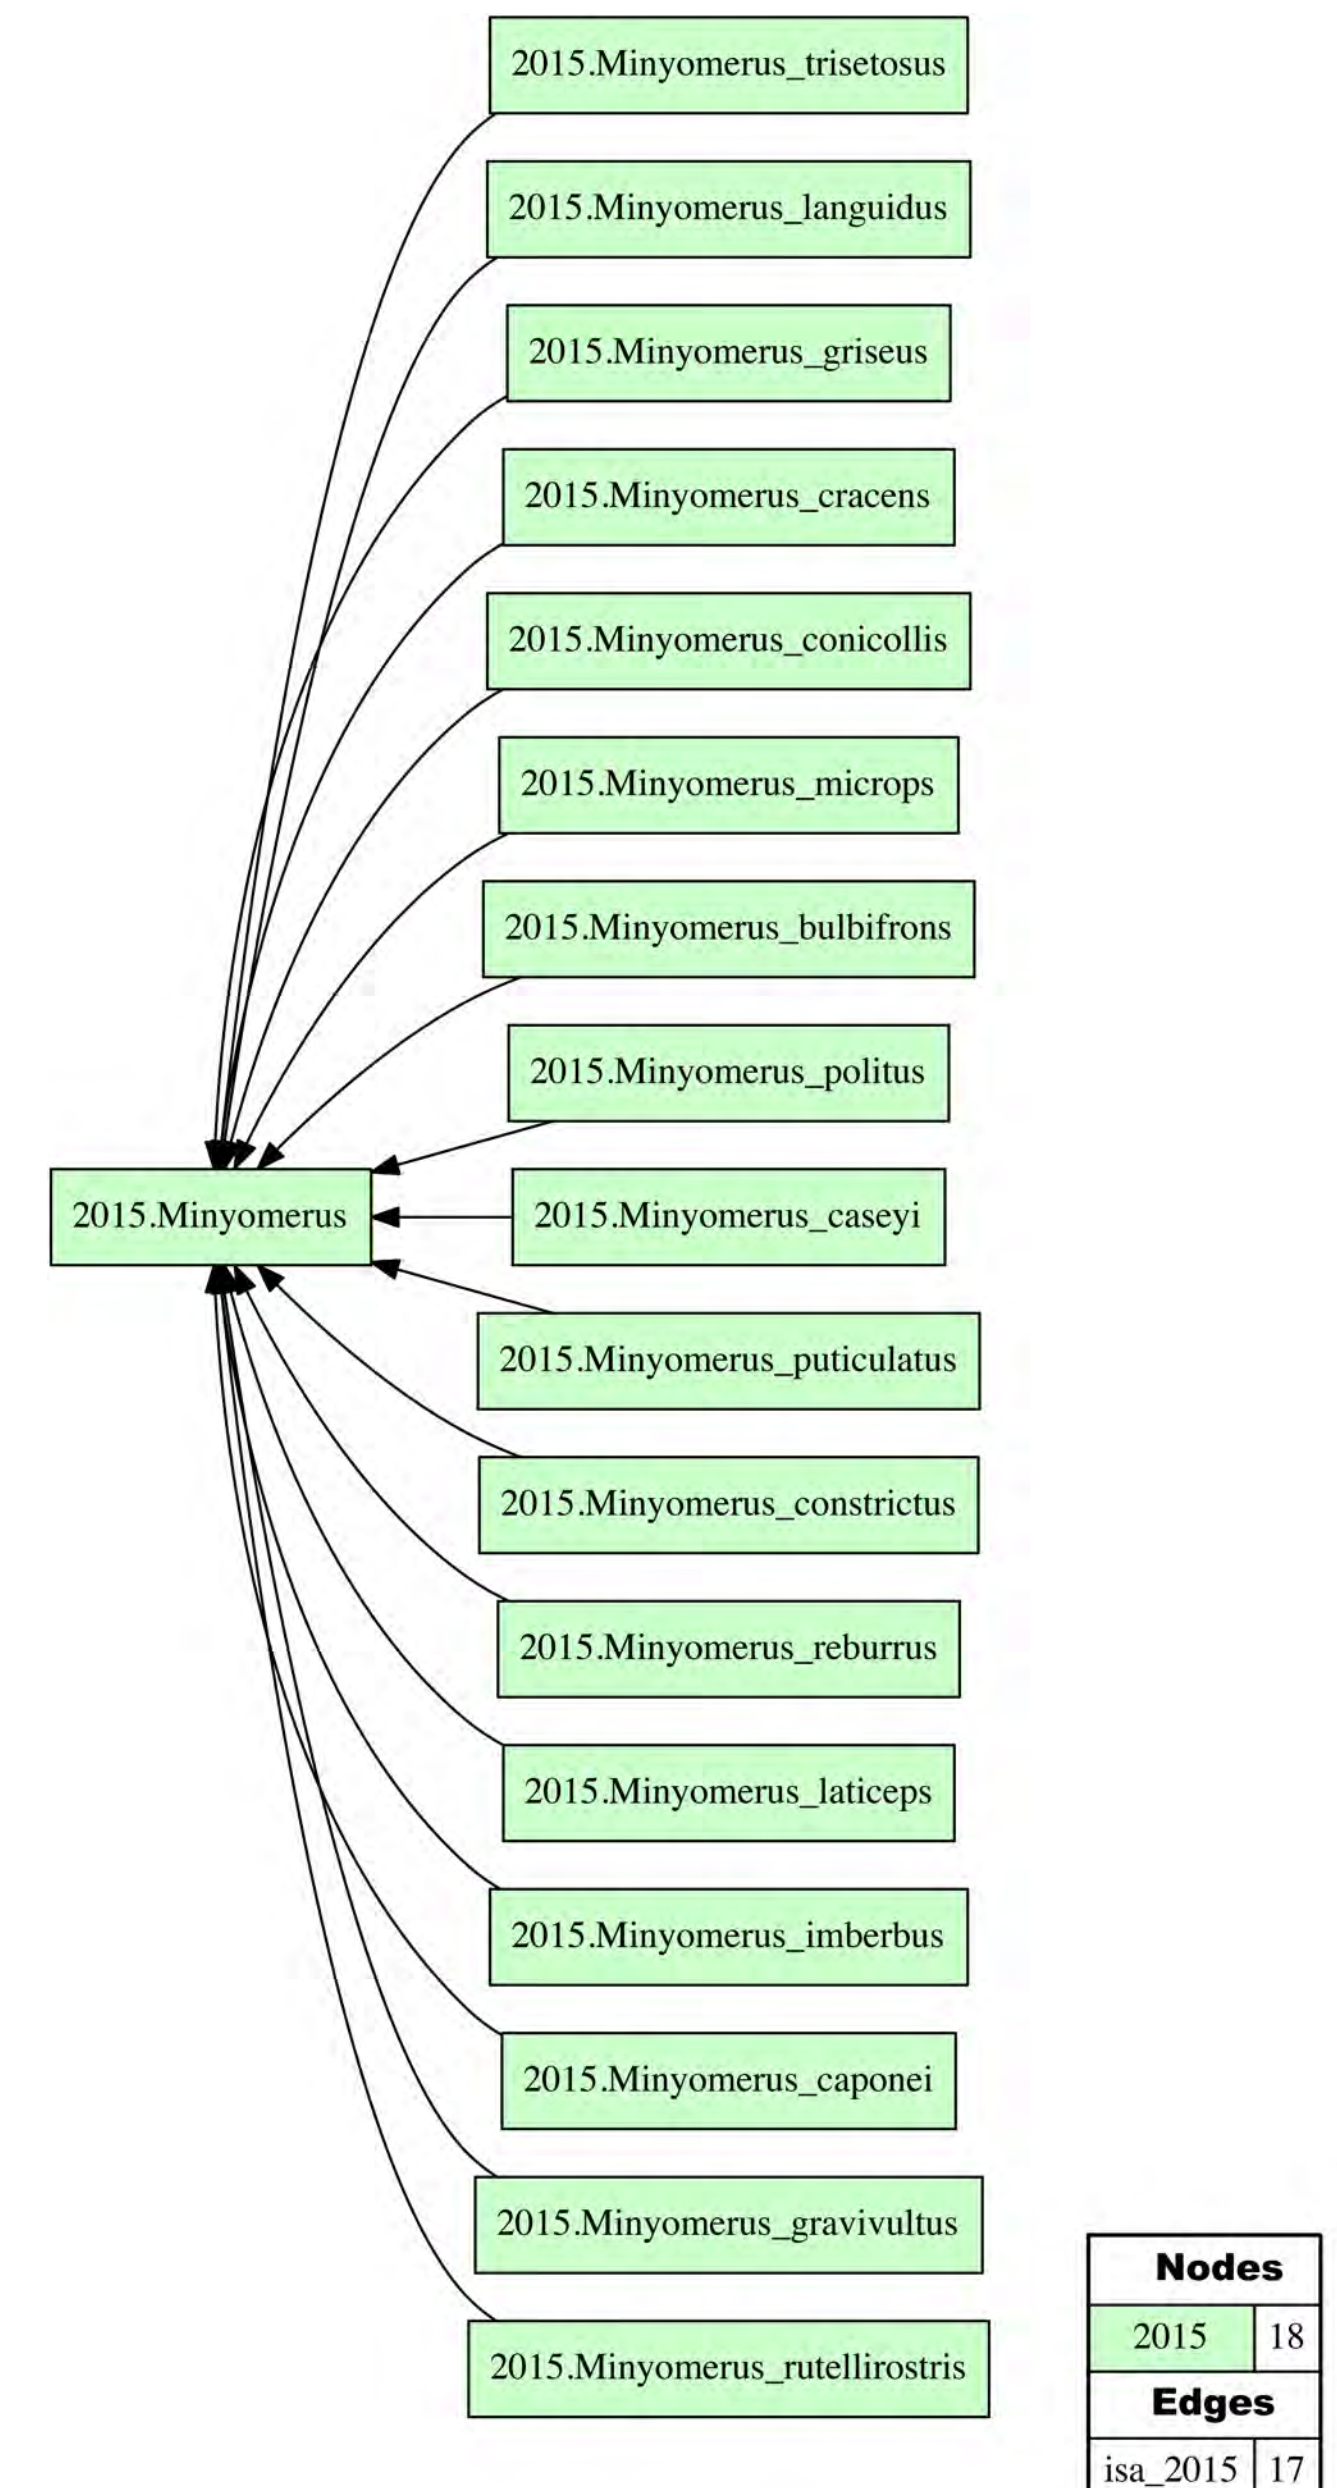 2015.Minyomerus_trisetosus
2015.Minyomerus_languidus
2015.Minyomerus_griseus
2015.Minyomerus_cracens
2015.Minyomerus_conicollis
2015.Minyomerus_microps
2015.Minyomerus_bulbifrons
2015.Minyomerus_politus
2015.Minyomerus
2015.Minyomerus_caseyi
2015.Minyomerus_puticulatus
2015.Minyomerus_constrictus
2015.Minyomerus_reburrus
2015.Minyomerus_laticeps
2015.Minyomerus_imberbus
2015.Minyomerus_caponei
2015.Minyomerus_gravivultus
2015.Minyomerus_rutellirostris
Nodes
2015 18
Edges
isa_2015 17